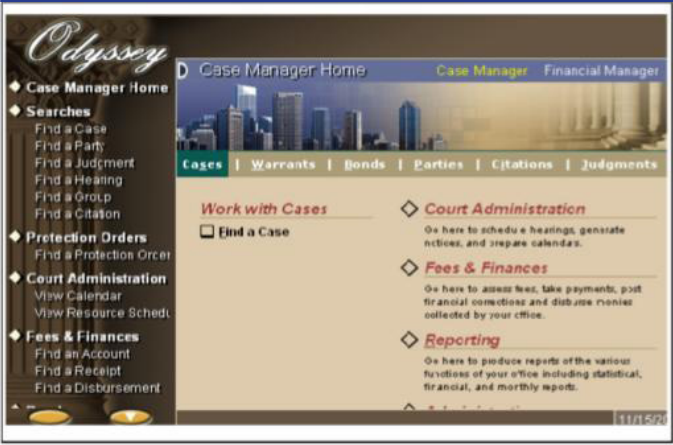 Odyssey
Case Manager Home
Searches
Find a Case
Find a Party
Find a Judgment
Find a Hearing
Find a Group
Find a Citation
Protection Orders
Find a Protection Order
Court Administration
View Calendar
View Resource Schedu
Fees & Finances
Find an Account
Find a Receipt
Find a Disbursement
D Case Manager Home Case Manager Financial Manager
Cases | Warrants | Bonds | Parties | Citations | Judgments
Work with Cases
Find a Case
Court Administration
Go here to schedule hearings, generate
notices, and prepare calendars.
Fees & Finances
Go here to assess fees, take payments, post
financial corrections and disburse monies
collected by your office.
Reporting
Go here to produce reports of the various
functions of your office including statistical,
financial, and monthly reports.
11/15/20